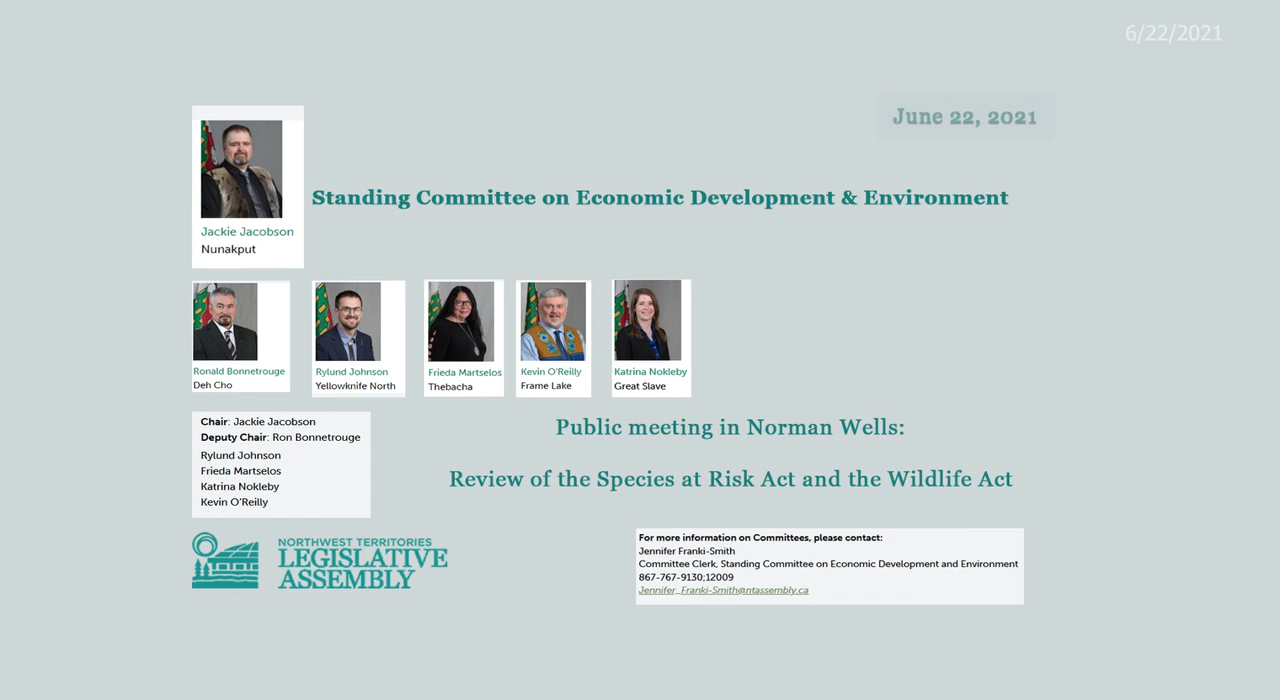 6/22/2021
June 22, 2021
Standing Committee on Economic Development & Environment
Jackie Jacobson
Nunakput
Ronald Bonnetrouge
Deh Cho
Rylund Johnson
Yellowknife North
Frieda Martselos
Thebacha
Kevin O'Reilly
Frame Lake
Katrina Nokleby
Great Slave
Chair: Jackie Jacobson
Deputy Chair: Ron Bonnetrouge
Rylund Johnson
Frieda Martselos
Katrina Nokleby
Kevin O'Reilly
Public meeting in Norman Wells:
Review of the Species at Risk Act and the Wildlife Act
NORTHWEST TERRITORIES
LEGISLATIVE
ASSEMBLY
For more information on Committees, please contact:
Jennifer Franki-Smith
Committee Clerk, Standing Committee on Economic Development and Environment
867-767-9130;12009
Jennifer_Franki-Smith@ntassembly.ca